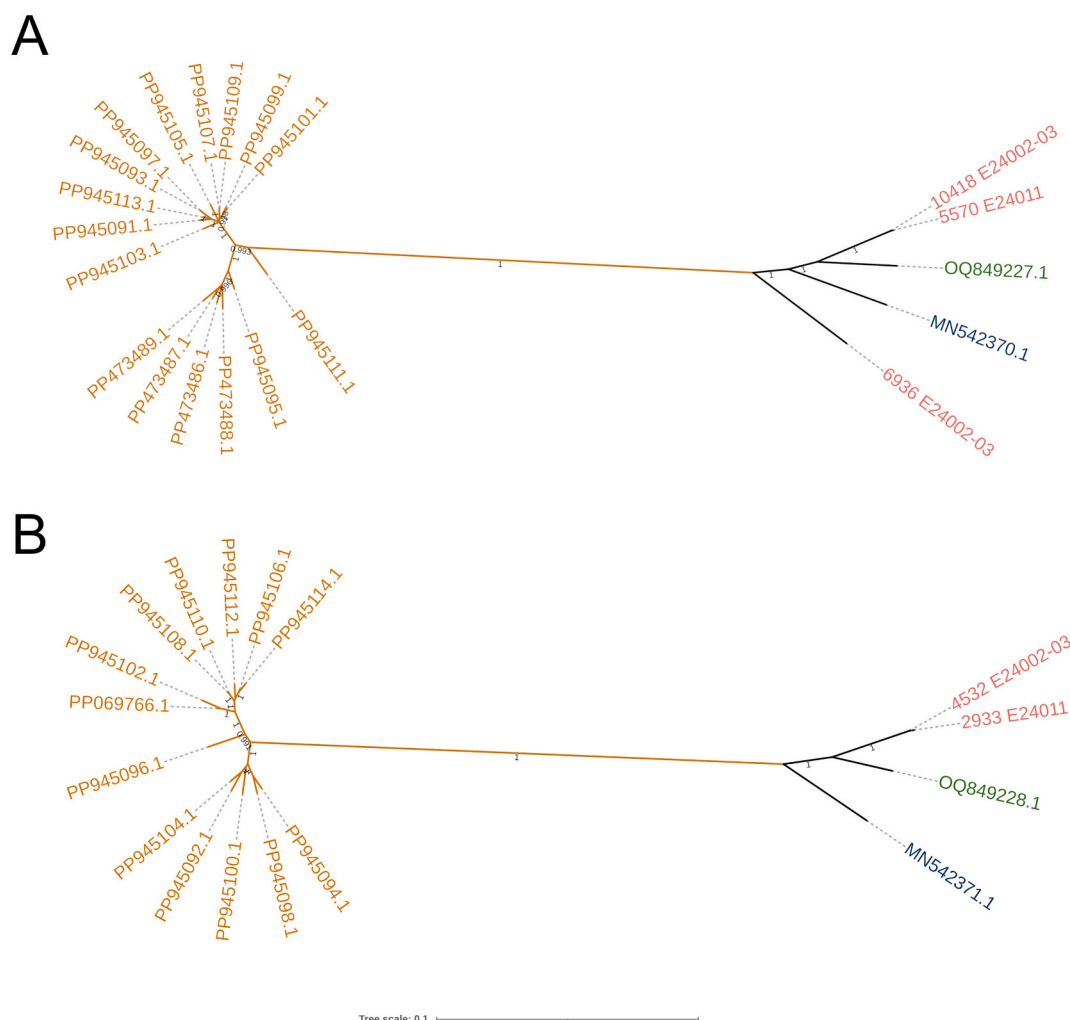 A
PP945109.1
PP945107.1
PP945099.1
PP945105.1
PP945101.1
PP945097.1
PP945093.1
PP945113.1
PP945091.1
PP945103.1
10418 E24002-03
5570 E24011
OQ849227.1
MN542370.1
6936 E24002-03
0.993
1
1
1
1
1
PP945111.1
PP945095.1
PP473489.1
PP473487.1
PP473486.1
PP473488.1
B
PP945112.1
PP945106.1
PP945110.1
PP945114.1
PP945108.1
PP945102.1
PP069766.1
PP945096.1
4532 E24002-03
2933 E24011
OQ849228.1
MN542371.1
1
1
1
1
1
PP945104.1
PP945092.1
PP945100.1
PP945098.1
PP945094.1
Tree scale: 0.1